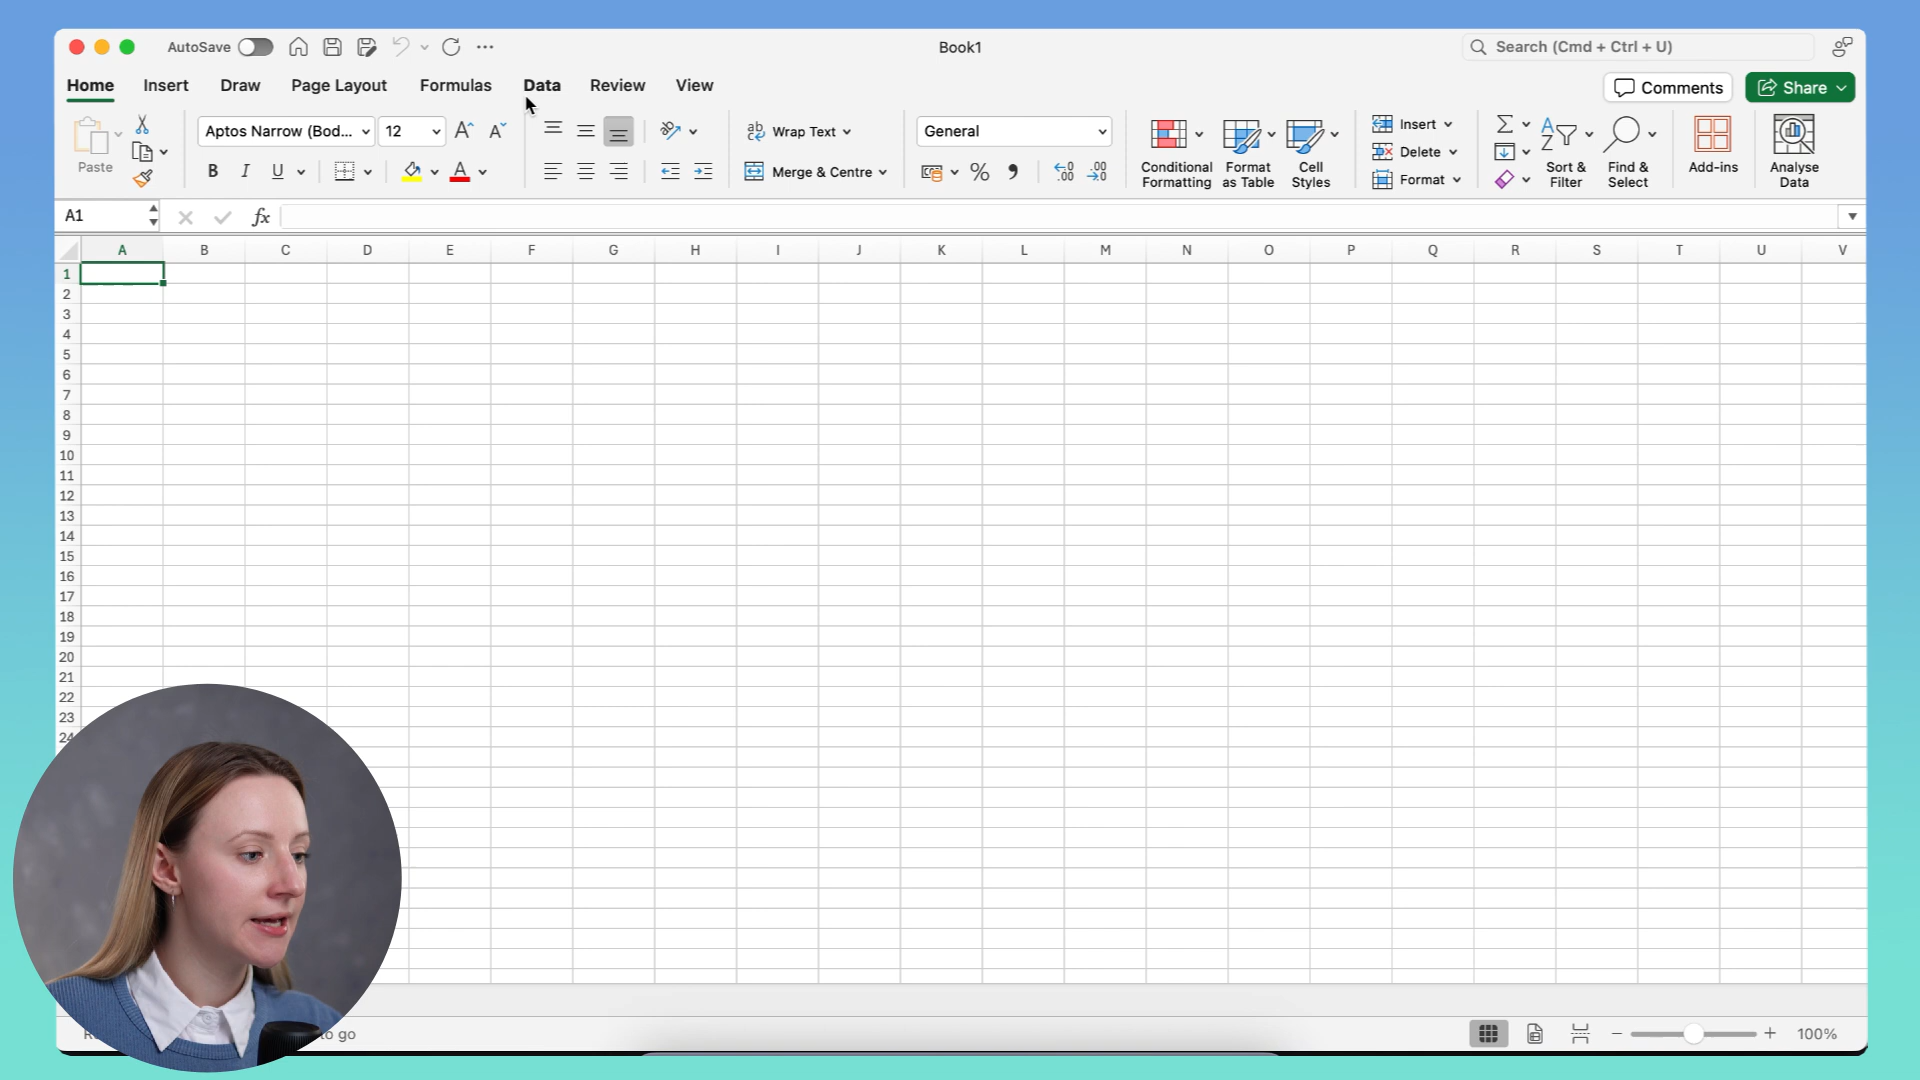 AutoSave
Book1
Search (Cmd + Ctrl + U)
Home Insert Draw Page Layout Formulas Data Review View
Comments Share
Paste
Aptos Narrow (Bod... 12
B I U
Wrap Text
Merge & Centre
General
Conditional Formatting
Format as Table
Cell Styles
Insert
Delete
Format
Sort & Filter
Find & Select
Add-ins
Analyse Data
A1 fx
A B C D E F G H I J K L M N O P Q R S T U V
1
2
3
4
5
6
7
8
9
10
11
12
13
14
15
16
17
18
19
20
21
22
23
24
to go
100%